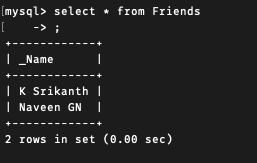 [mysql> select * from Friends
[    -> ;
+------------+
| _Name      |
+------------+
| K Srikanth |
| Naveen GN  |
+------------+
2 rows in set (0.00 sec)